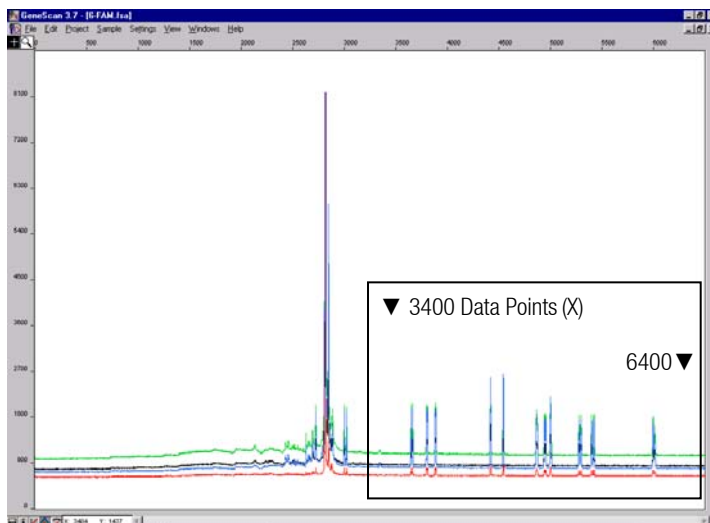 GeneScan 3.7 - [6-FAM.fsa]
File Edit Project Sample Settings View Windows Help
0 500 1000 1500 2000 2500 3000 3500 4000 4500 5000 5500 6000
8100
7200
6300
5400
4500
3600
2700
1800
900
0
▼ 3400 Data Points (X)
6400 ▼